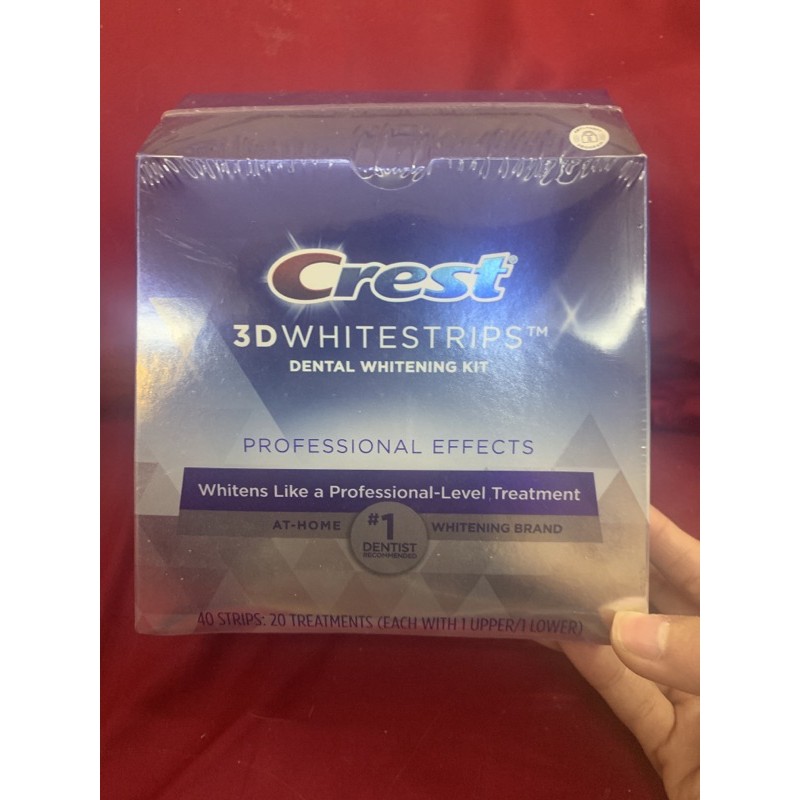 Crest®
3DWHITESTRIPS™
DENTAL WHITENING KIT
PROFESSIONAL EFFECTS
Whitens Like a Professional-Level Treatment
AT-HOME #1 WHITENING BRAND
DENTIST
RECOMMENDED
40 STRIPS: 20 TREATMENTS (EACH WITH 1 UPPER/1 LOWER)